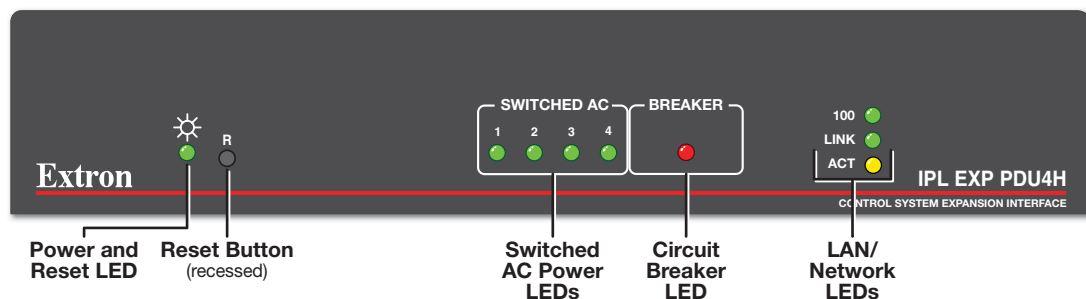 SWITCHED AC
BREAKER
1 2 3 4
100
LINK
ACT
R
Extron
IPL EXP PDU4H
CONTROL SYSTEM EXPANSION INTERFACE
Power and
Reset LED
Reset Button
(recessed)
Switched
AC Power
LEDs
Circuit
Breaker
LED
LAN/
Network
LEDs